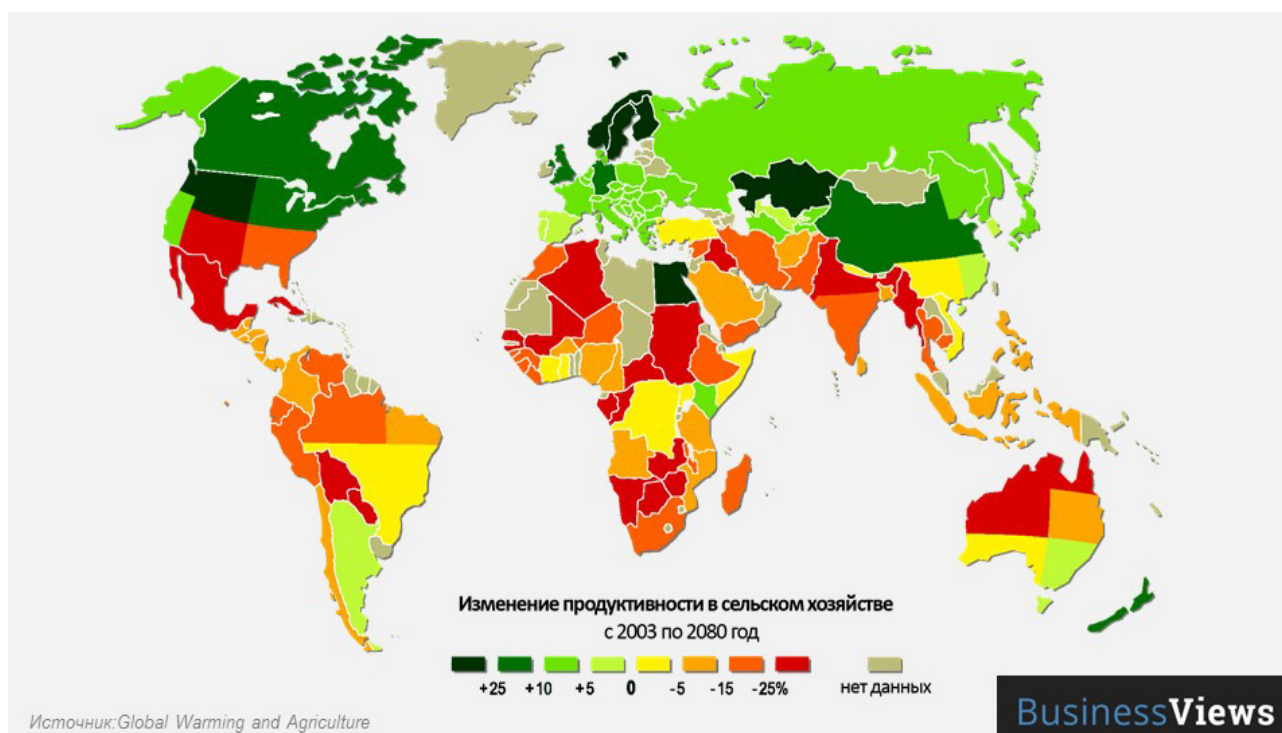 Изменение продуктивности в сельском хозяйстве
с 2003 по 2080 год
+25 +10 +5 0 -5 -15 -25% нет данных
Источник:Global Warming and Agriculture
BusinessViews